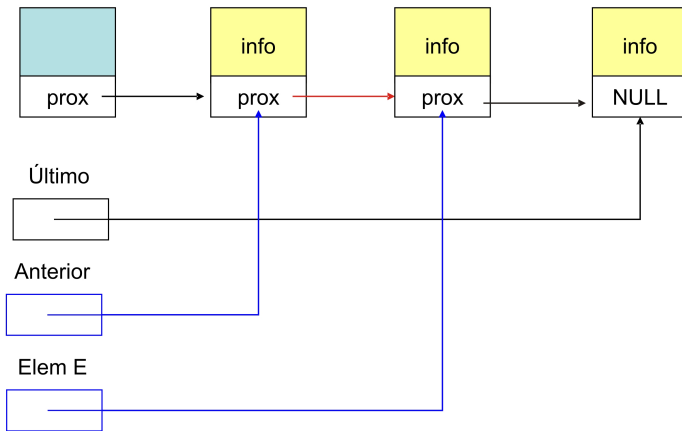 info info info
prox prox prox NULL
Último
Anterior
Elem E